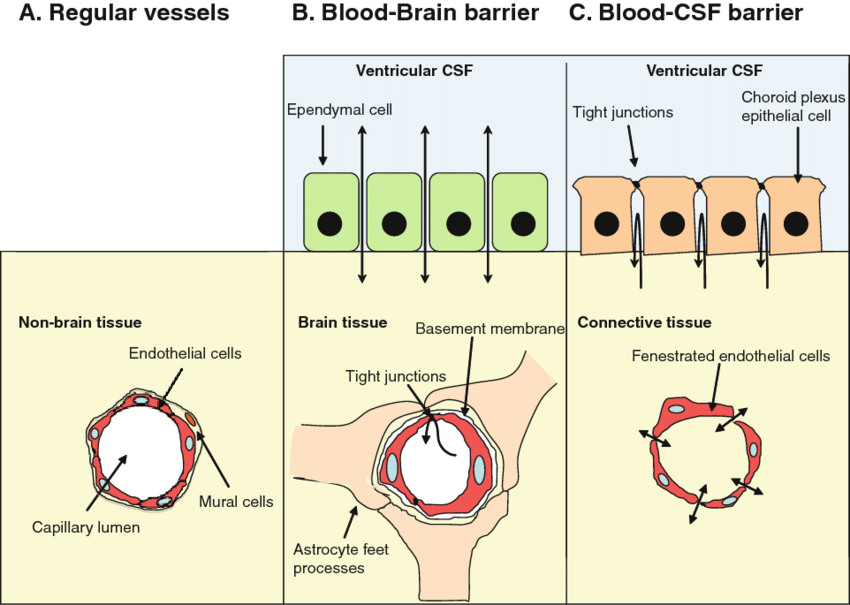 A. Regular vessels
B. Blood-Brain barrier
C. Blood-CSF barrier
Ventricular CSF
Ventricular CSF
Ependymal cell
Tight junctions
Choroid plexus
epithelial cell
Non-brain tissue
Brain tissue
Connective tissue
Endothelial cells
Mural cells
Capillary lumen
Basement membrane
Tight junctions
Astrocyte feet
processes
Fenestrated endothelial cells